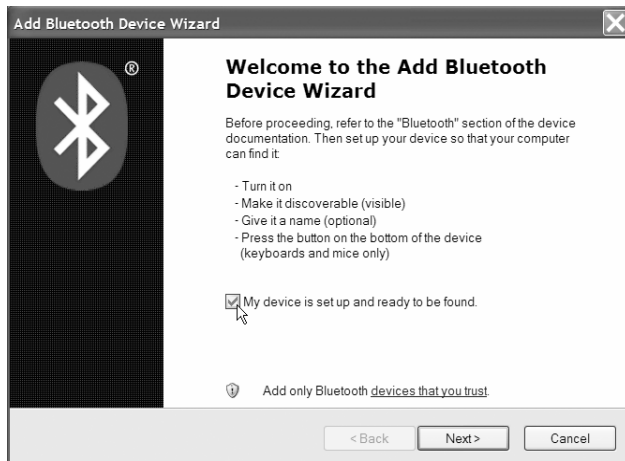 Add Bluetooth Device Wizard
®
Welcome to the Add Bluetooth
Device Wizard
Before proceeding, refer to the "Bluetooth" section of the device
documentation. Then set up your device so that your computer
can find it:
- Turn it on
- Make it discoverable (visible)
- Give it a name (optional)
- Press the button on the bottom of the device
(keyboards and mice only)
My device is set up and ready to be found.
Add only Bluetooth devices that you trust.
< Back Next > Cancel